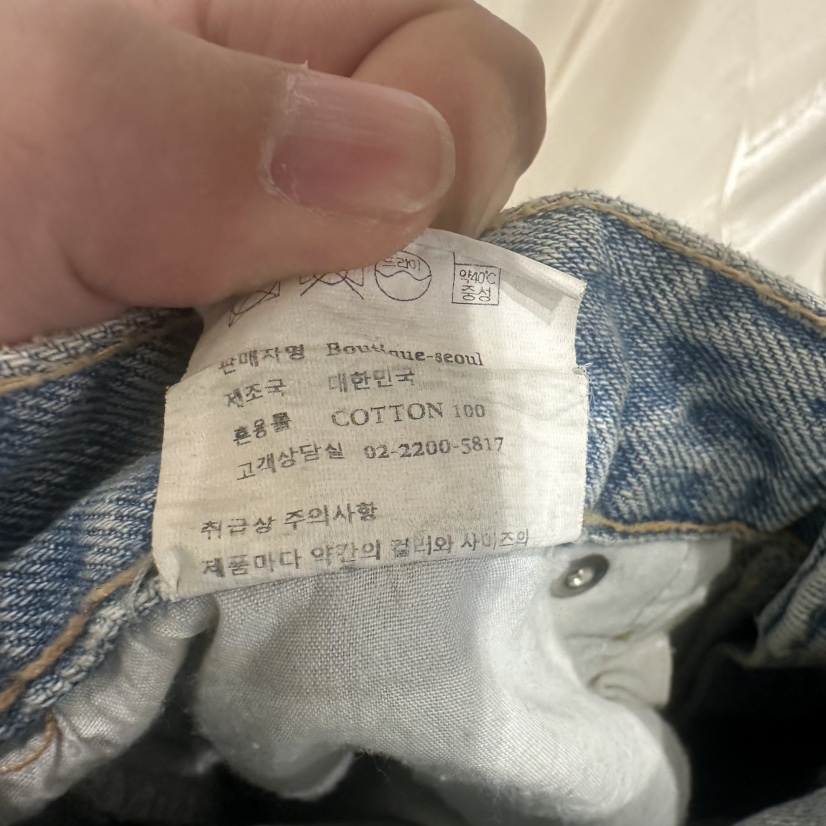 드라이
약40℃
중성
판매자명 Boutique-seoul
제조국 대한민국
혼용률 COTTON 100
고객상담실 02-2200-5817
취급상 주의사항
제품마다 약간의 컬러와 사이즈의